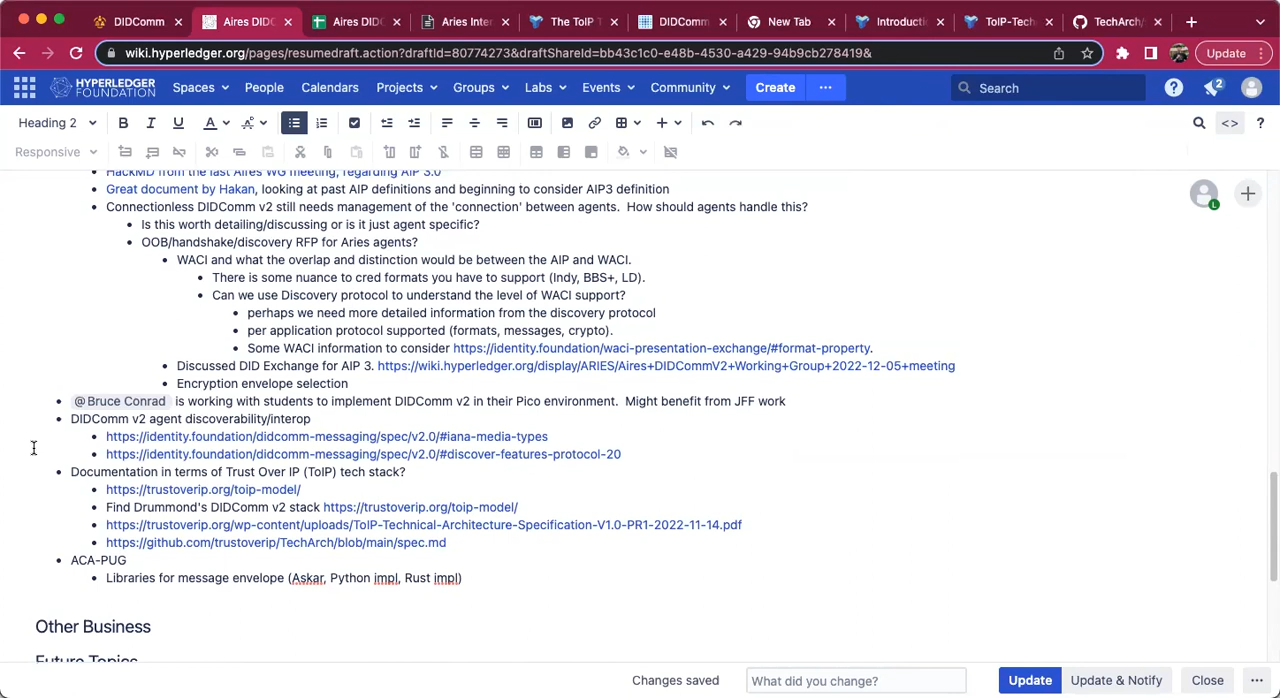 DIDComm
Aires DIDC
Aires DIDC
Aries Inter
The ToIP T
DIDComm
New Tab
Introductio
ToIP-Tech
TechArch/
wiki.hyperledger.org/pages/resumedraft.action?draftId=80774273&draftShareId=bb43c1c0-e48b-4530-a429-94b9cb278419&
Update
HYPERLEDGER FOUNDATION
Spaces
People
Calendars
Projects
Groups
Labs
Events
Community
Create
Search
2
Heading 2
Responsive
HackMD from the last Aires WG meeting, regarding AIP 3.0
Great document by Hakan, looking at past AIP definitions and beginning to consider AIP3 definition
Connectionless DIDComm v2 still needs management of the 'connection' between agents. How should agents handle this?
Is this worth detailing/discussing or is it just agent specific?
OOB/handshake/discovery RFP for Aries agents?
WACI and what the overlap and distinction would be between the AIP and WACI.
There is some nuance to cred formats you have to support (Indy, BBS+, LD).
Can we use Discovery protocol to understand the level of WACI support?
perhaps we need more detailed information from the discovery protocol
per application protocol supported (formats, messages, crypto).
Some WACI information to consider https://identity.foundation/waci-presentation-exchange/#format-property.
Discussed DID Exchange for AIP 3. https://wiki.hyperledger.org/display/ARIES/Aires+DIDCommV2+Working+Group+2022-12-05+meeting
Encryption envelope selection
@Bruce Conrad is working with students to implement DIDComm v2 in their Pico environment. Might benefit from JFF work
DIDComm v2 agent discoverability/interop
https://identity.foundation/didcomm-messaging/spec/v2.0/#iana-media-types
https://identity.foundation/didcomm-messaging/spec/v2.0/#discover-features-protocol-20
Documentation in terms of Trust Over IP (ToIP) tech stack?
https://trustoverip.org/toip-model/
Find Drummond's DIDComm v2 stack https://trustoverip.org/toip-model/
https://trustoverip.org/wp-content/uploads/ToIP-Technical-Architecture-Specification-V1.0-PR1-2022-11-14.pdf
https://github.com/trustoverip/TechArch/blob/main/spec.md
ACA-PUG
Libraries for message envelope (Askar, Python impl, Rust impl)
Other Business
Future Topics
Changes saved
What did you change?
Update
Update & Notify
Close